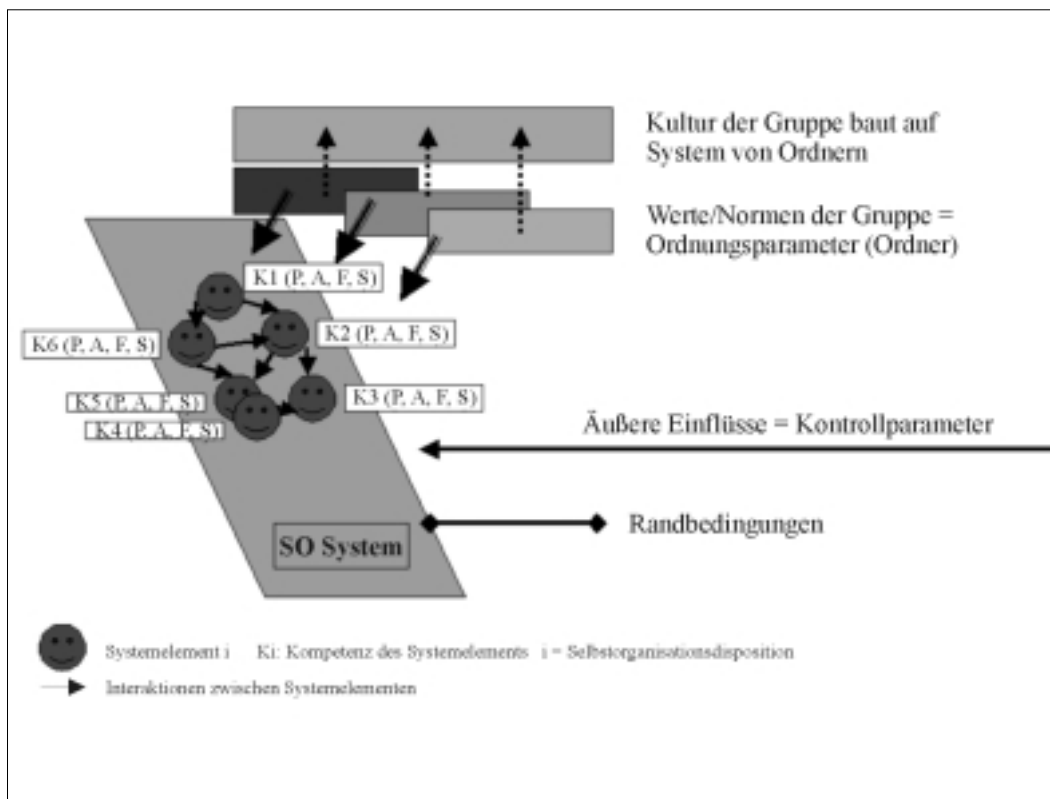 Kultur der Gruppe baut auf
System von Ordnern
Werte/Normen der Gruppe =
Ordnungsparameter (Ordner)
K1 (P, A, F, S)
K2 (P, A, F, S)
K6 (P, A, F, S)
K3 (P, A, F, S)
K5 (P, A, F, S)
K4 (P, A, F, S)
Äußere Einflüsse = Kontrollparameter
Randbedingungen
SO System
Systemelement i Ki: Kompetenz des Systemelements i = Selbstorganisationsdisposition
Interaktionen zwischen Systemelementen